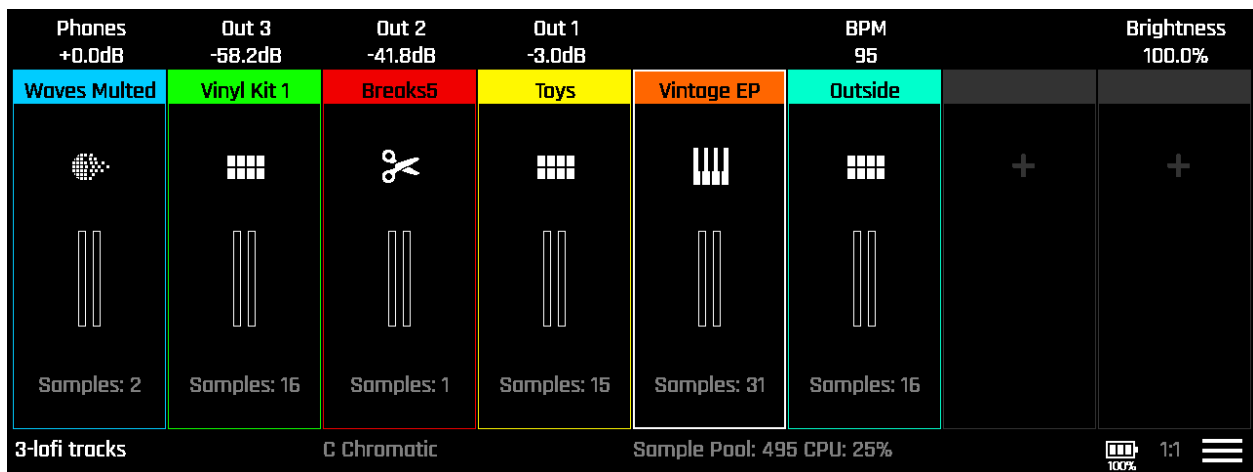 Phones Out 3 Out 2 Out 1 BPM Brightness
+0.0dB -58.2dB -41.8dB -3.0dB 95 100.0%
Waves Multed Vinyl Kit 1 Breaks5 Toys Vintage EP Outside
+ +
Samples: 2 Samples: 16 Samples: 1 Samples: 15 Samples: 31 Samples: 16
3-lofi tracks C Chromatic Sample Pool: 495 CPU: 25% 1:1
100%